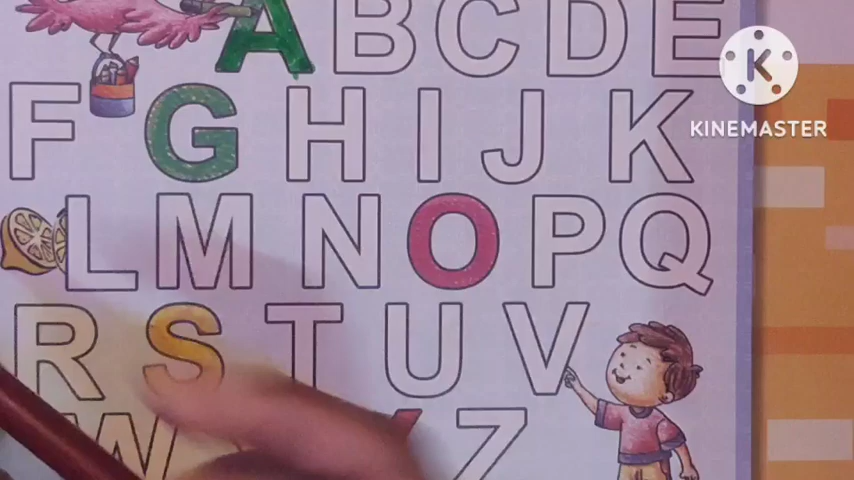 A B C D E
F G H I J K
L M N O P Q
R S T U V
W Z
K
KINEMASTER